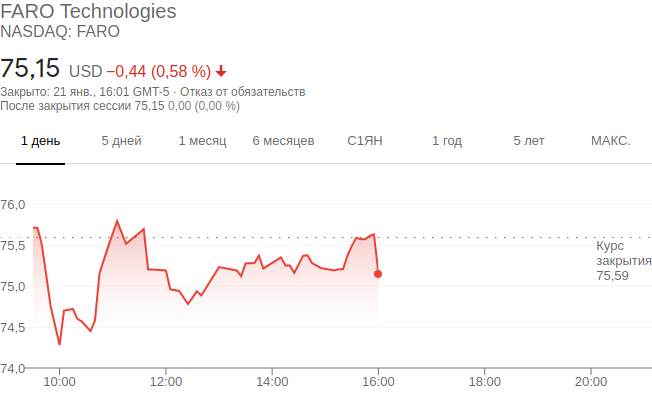 FARO Technologies
NASDAQ: FARO
75,15 USD −0,44 (0,58 %)
Закрыто: 21 янв., 16:01 GMT-5 · Отказ от обязательств
После закрытия сессии 75,15 0,00 (0,00 %)
1 день 5 дней 1 месяц 6 месяцев С1ЯН 1 год 5 лет МАКС.
76,0
75,5
75,0
74,5
74,0
Курс
закрытия
75,59
10:00 12:00 14:00 16:00 18:00 20:00